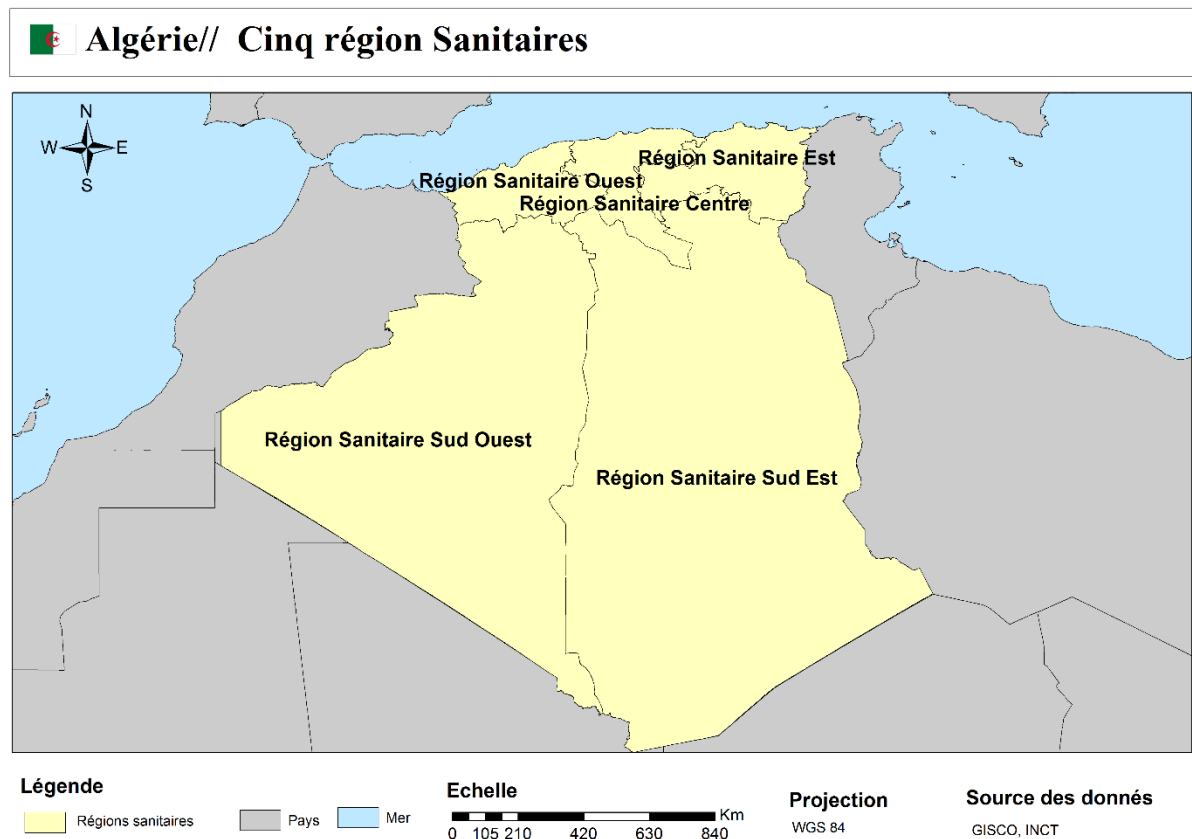 Algérie// Cinq région Sanitaires
N
W E
S
Région Sanitaire Est
Région Sanitaire Ouest
Région Sanitaire Centre
Région Sanitaire Sud Ouest
Région Sanitaire Sud Est
Légende
Régions sanitaires
Pays
Mer
Echelle
Km
0 105 210 420 630 840
Projection
WGS 84
Source des donnés
GISCO, INCT